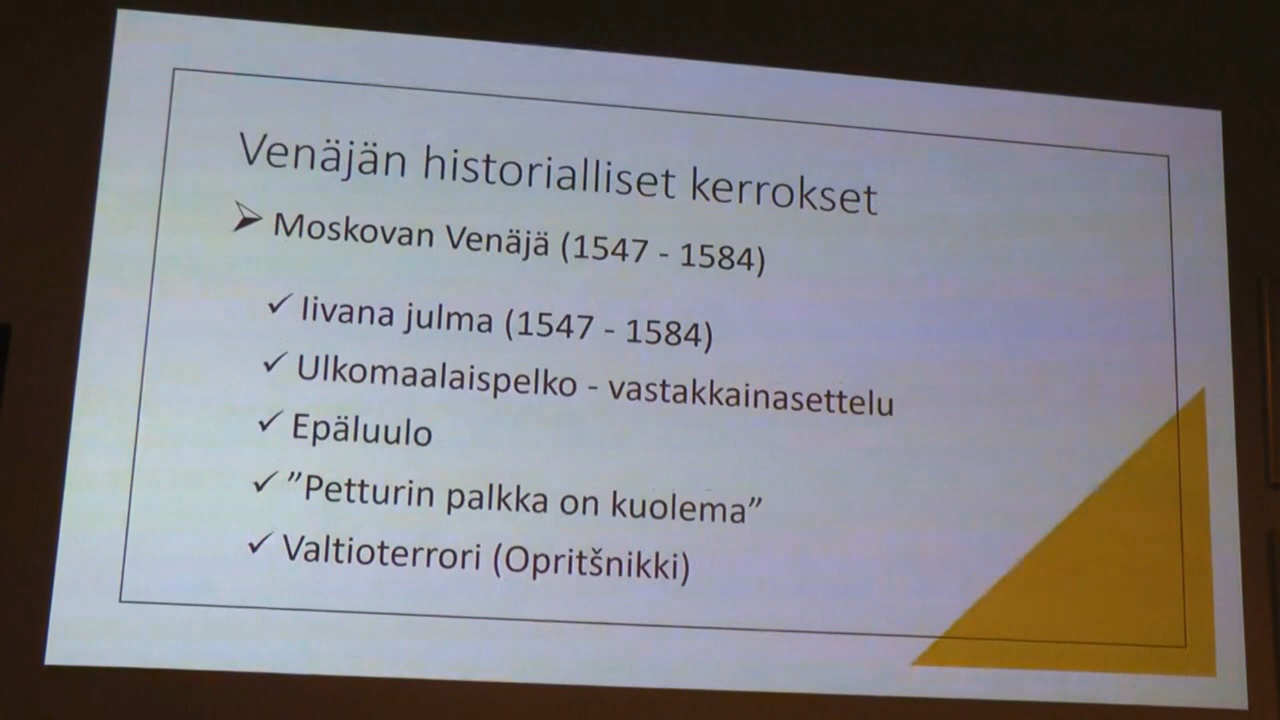 Venäjän historialliset kerrokset
Moskovan Venäjä (1547 - 1584)
Iivana julma (1547 - 1584)
Ulkomaalaispelko - vastakkainasettelu
Epäluulo
”Petturin palkka on kuolema”
Valtioterrori (Opritšnikki)